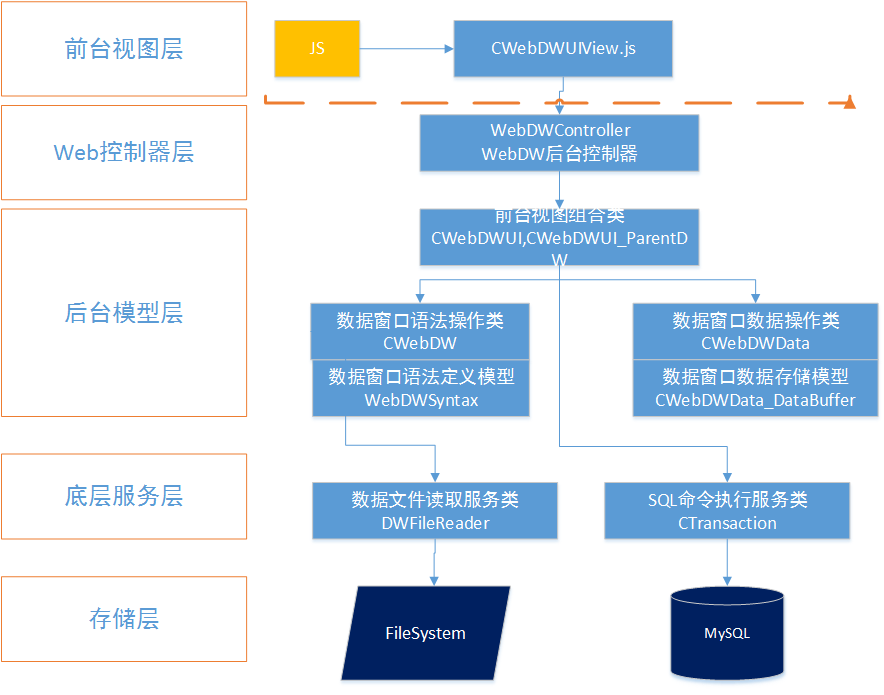 前台视图层
JS
CWebDWUIView.js
Web控制器层
WebDWController
WebDW后台控制器
后台模型层
前台视图组合类
CWebDWUI,CWebDWUI_ParentD
W
数据窗口语法操作类
CWebDW
数据窗口语法定义模型
WebDWSyntax
数据窗口数据操作类
CWebDWData
数据窗口数据存储模型
CWebDWData_DataBuffer
底层服务层
数据文件读取服务类
DWFileReader
SQL命令执行服务类
CTransaction
存储层
FileSystem
MySQL